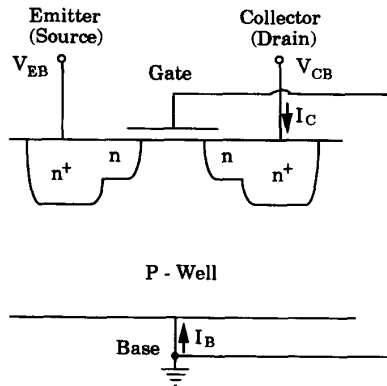 Emitter
(Source)
Collector
(Drain)
V_EB
Gate
V_CB
I_C
n+
n
n
n+
P - Well
Base
I_B